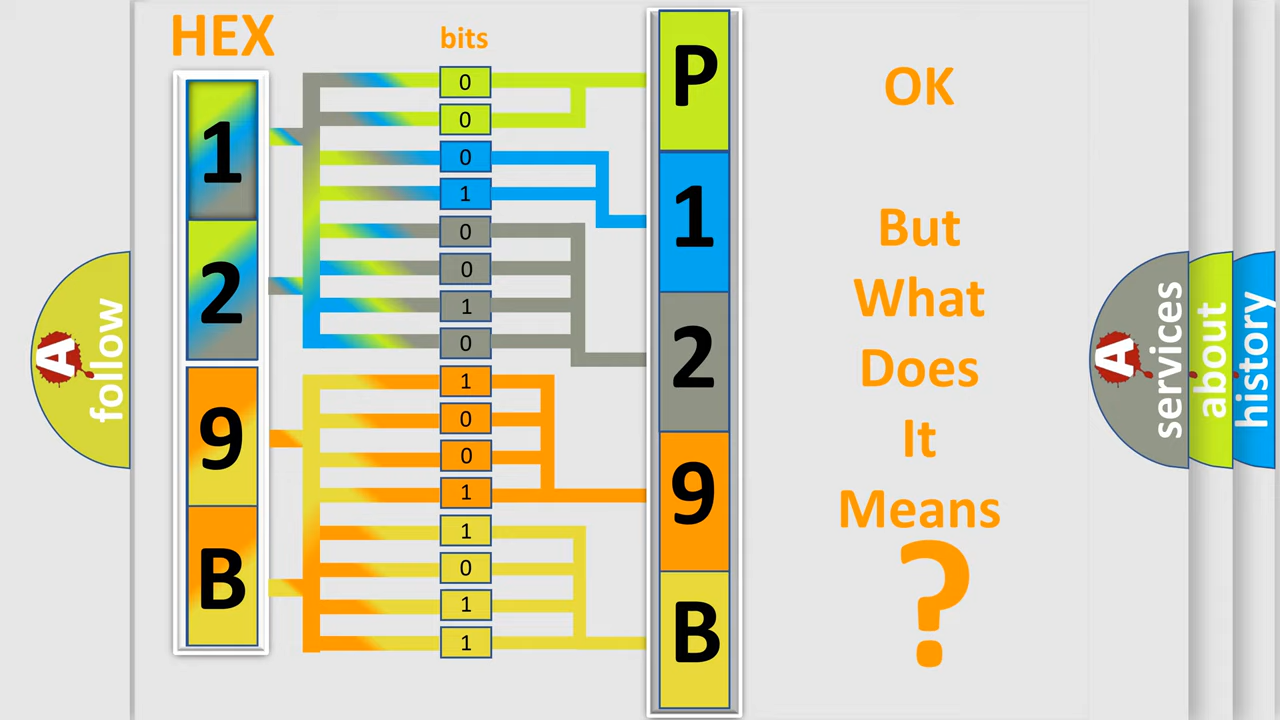 HEX
bits
1
2
9
B
0
0
0
1
0
0
1
0
1
0
0
1
1
0
1
1
P
1
2
9
B
OK
But
What
Does
It
Means
?
A
follow
A
services
about
history